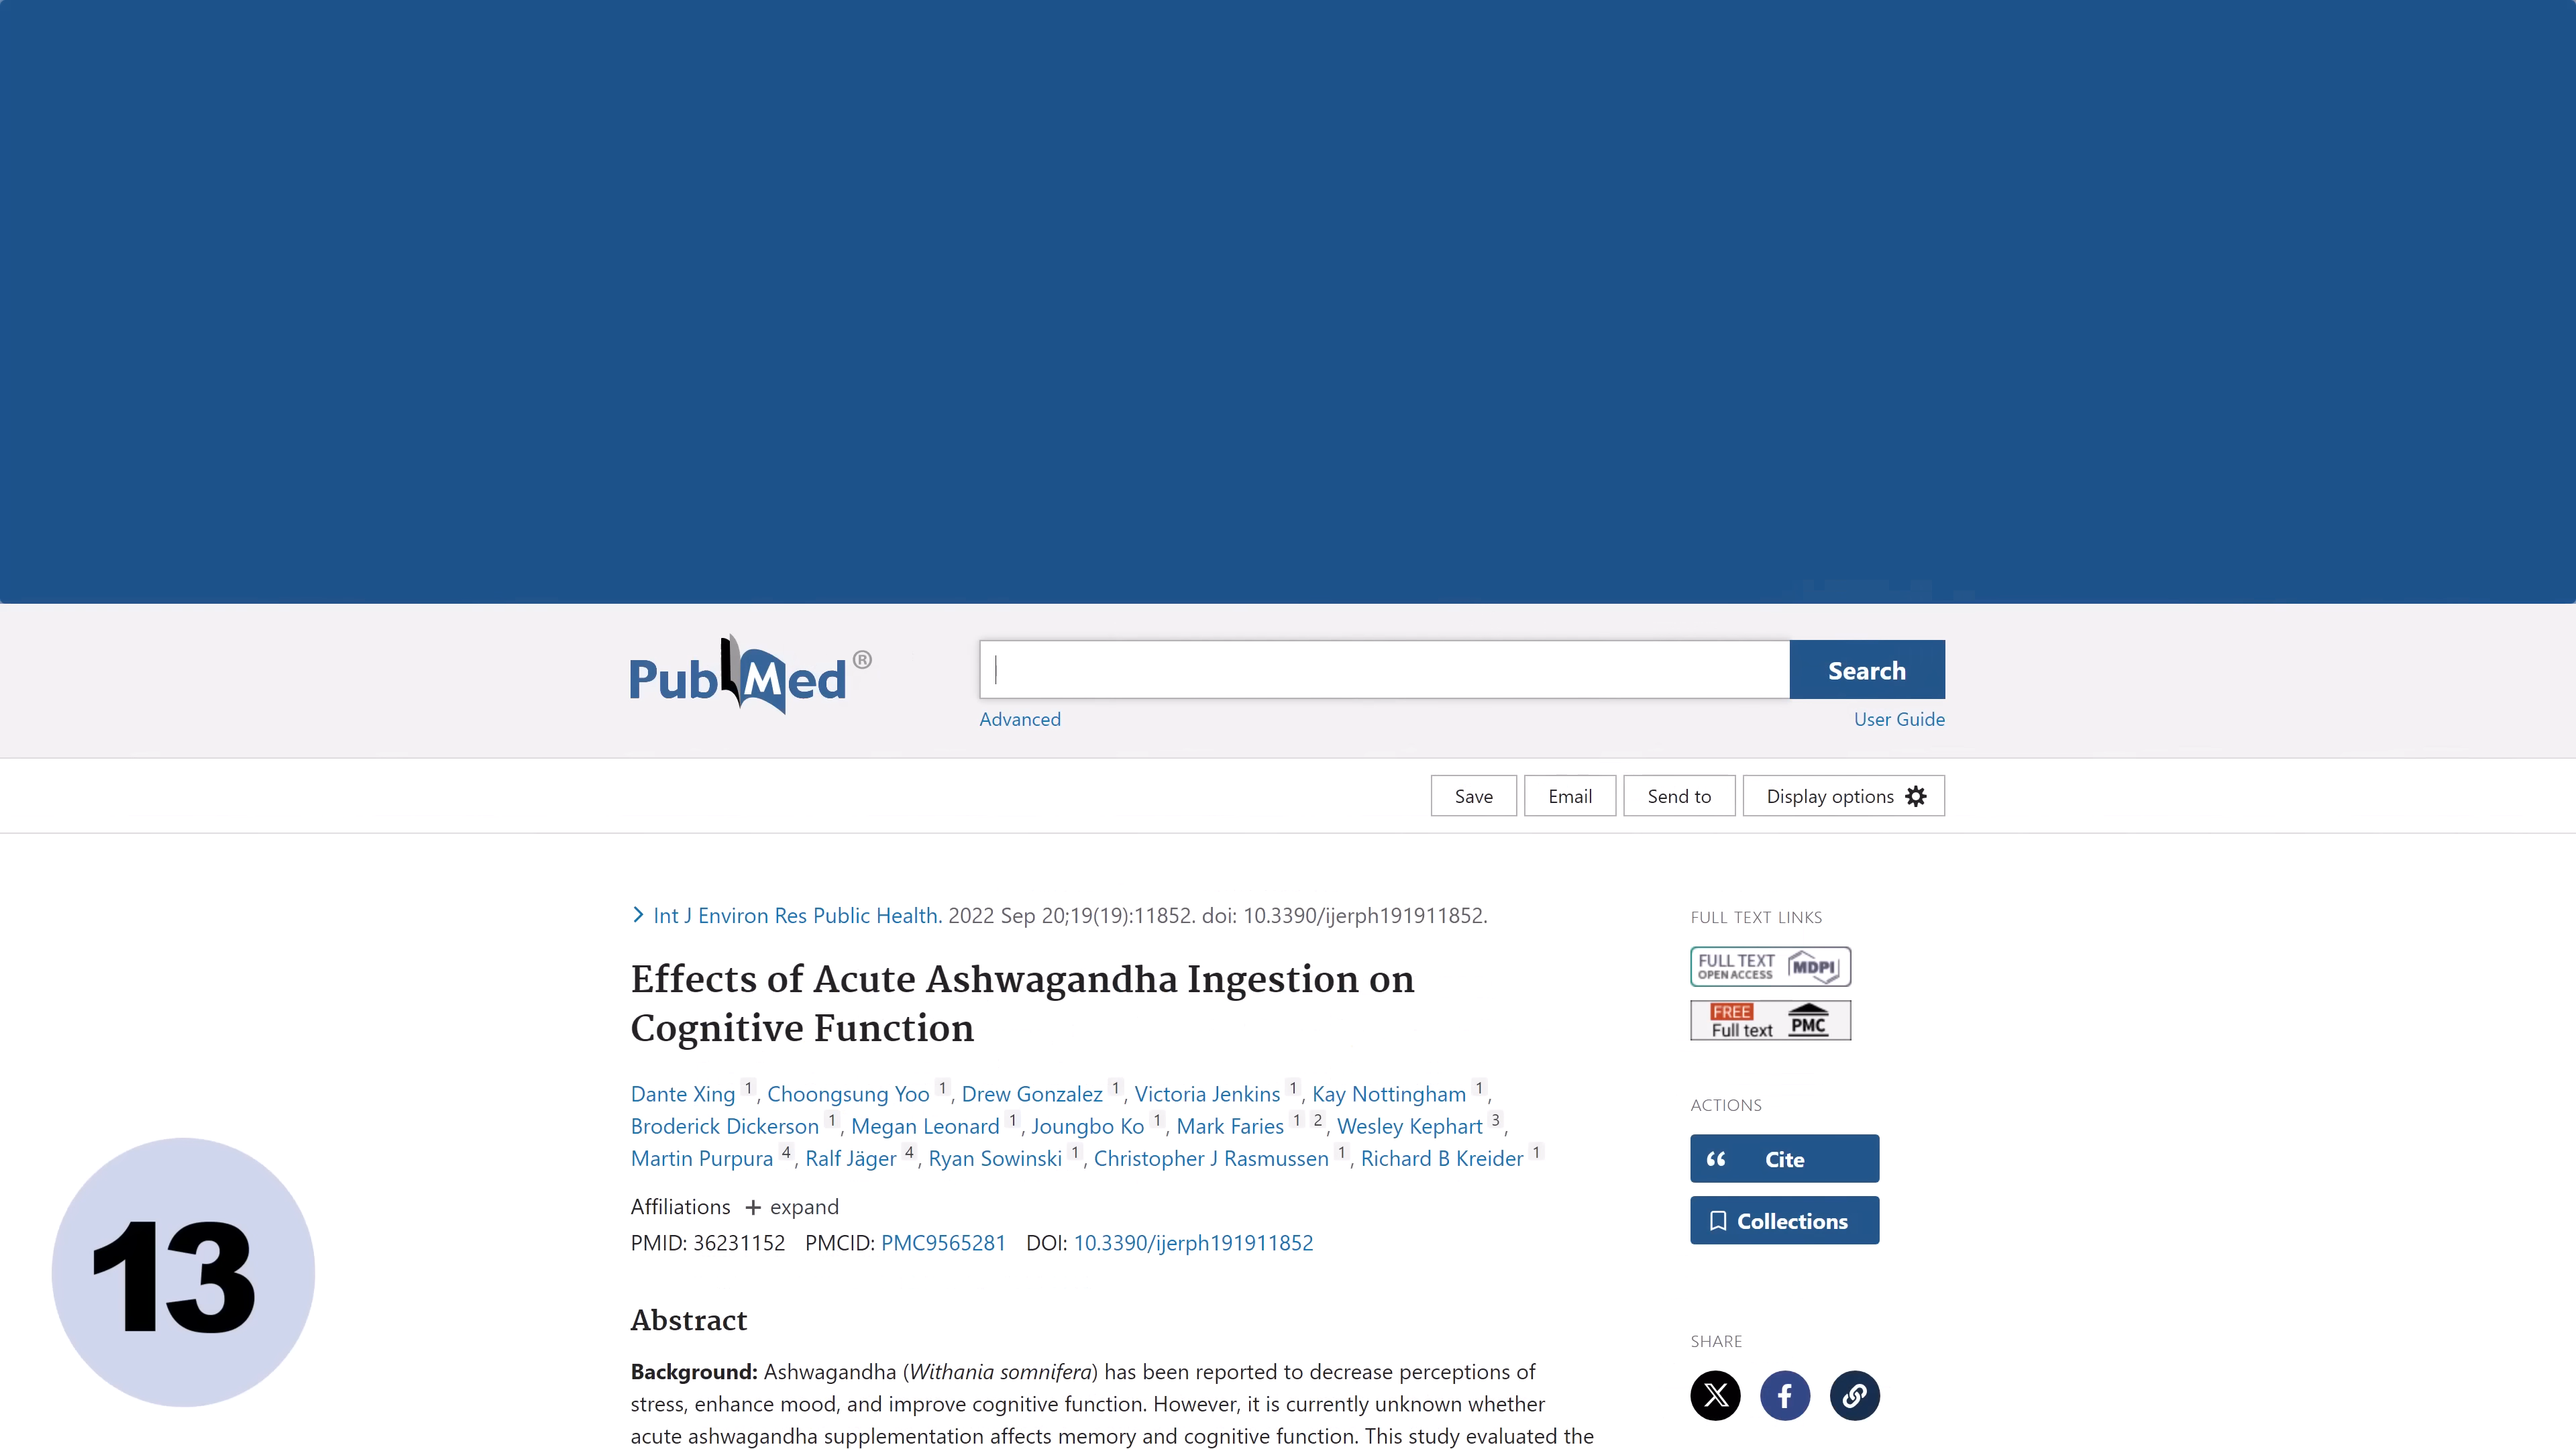 PubMed®
Search
Advanced
User Guide
Save
Email
Send to
Display options
Int J Environ Res Public Health. 2022 Sep 20;19(19):11852. doi: 10.3390/ijerph191911852.
Effects of Acute Ashwagandha Ingestion on
Cognitive Function
Dante Xing 1, Choongsung Yoo 1, Drew Gonzalez 1, Victoria Jenkins 1, Kay Nottingham 1,
Broderick Dickerson 1, Megan Leonard 1, Joungbo Ko 1, Mark Faries 1 2, Wesley Kephart 3,
Martin Purpura 4, Ralf Jäger 4, Ryan Sowinski 1, Christopher J Rasmussen 1, Richard B Kreider 1
Affiliations + expand
PMID: 36231152 PMCID: PMC9565281 DOI: 10.3390/ijerph191911852
Abstract
Background: Ashwagandha (Withania somnifera) has been reported to decrease perceptions of
stress, enhance mood, and improve cognitive function. However, it is currently unknown whether
acute ashwagandha supplementation affects memory and cognitive function. This study evaluated the
FULL TEXT LINKS
FULL TEXT
OPEN ACCESS
MDPI
FREE
Full text
PMC
ACTIONS
Cite
Collections
SHARE
13